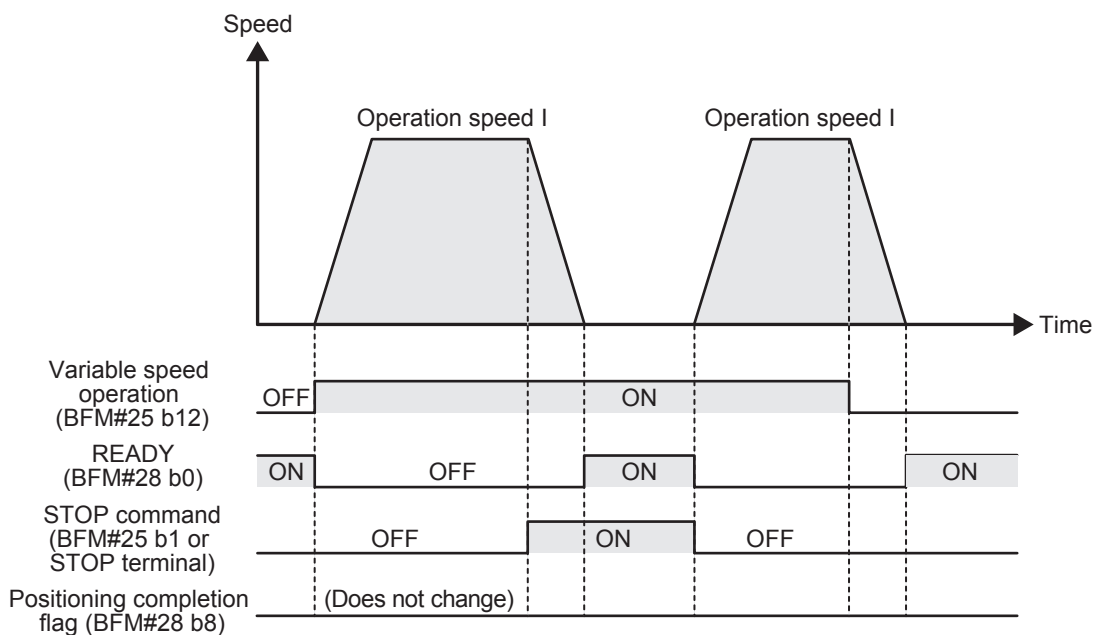 Speed
Operation speed I
Operation speed I
Time
Variable speed
operation
(BFM#25 b12)
OFF
ON
READY
(BFM#28 b0)
ON
OFF
ON
ON
STOP command
(BFM#25 b1 or
STOP terminal)
OFF
ON
OFF
Positioning completion
flag (BFM#28 b8)
(Does not change)